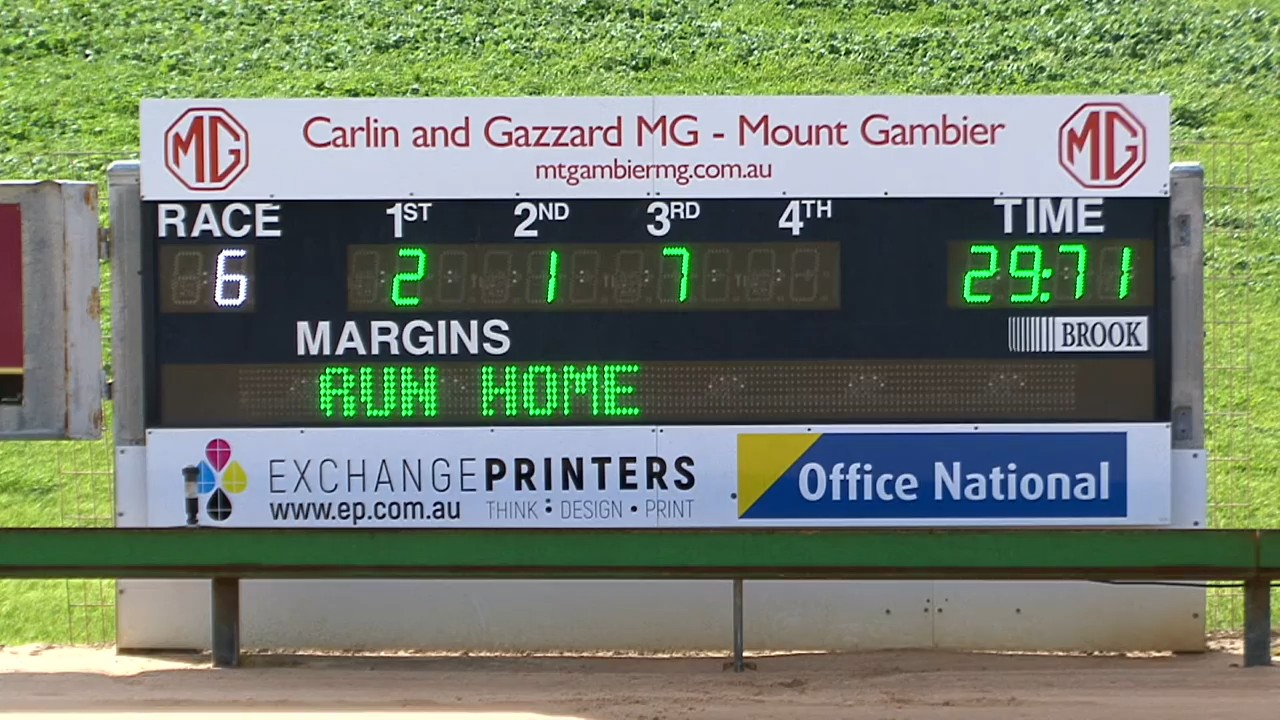 MG Carlin and Gazzard MG - Mount Gambier MG
mtgambiermg.com.au
RACE 1ST 2ND 3RD 4TH TIME
6 2 1 7 29:71
MARGINS BROOK
RUN HOME
EXCHANGEPRINTERS Office National
www.ep.com.au THINK : DESIGN • PRINT